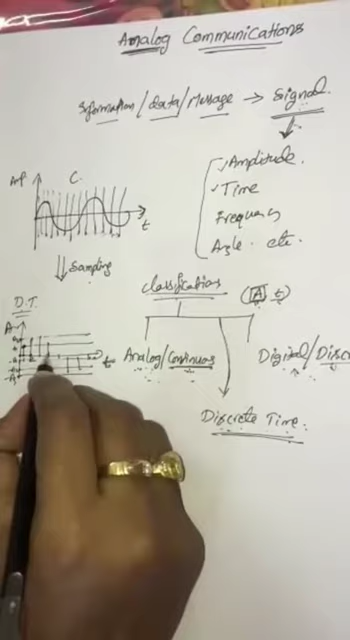 Analog Communications
Information/data/Message → Signal.
Amplitude.
Time
Frequency
Angle. etc.
AP
C.
t
Sampling
Classification
(A, t)
D.T
A
t
Analog/Continuous
Digital/Disc
Discrete Time.